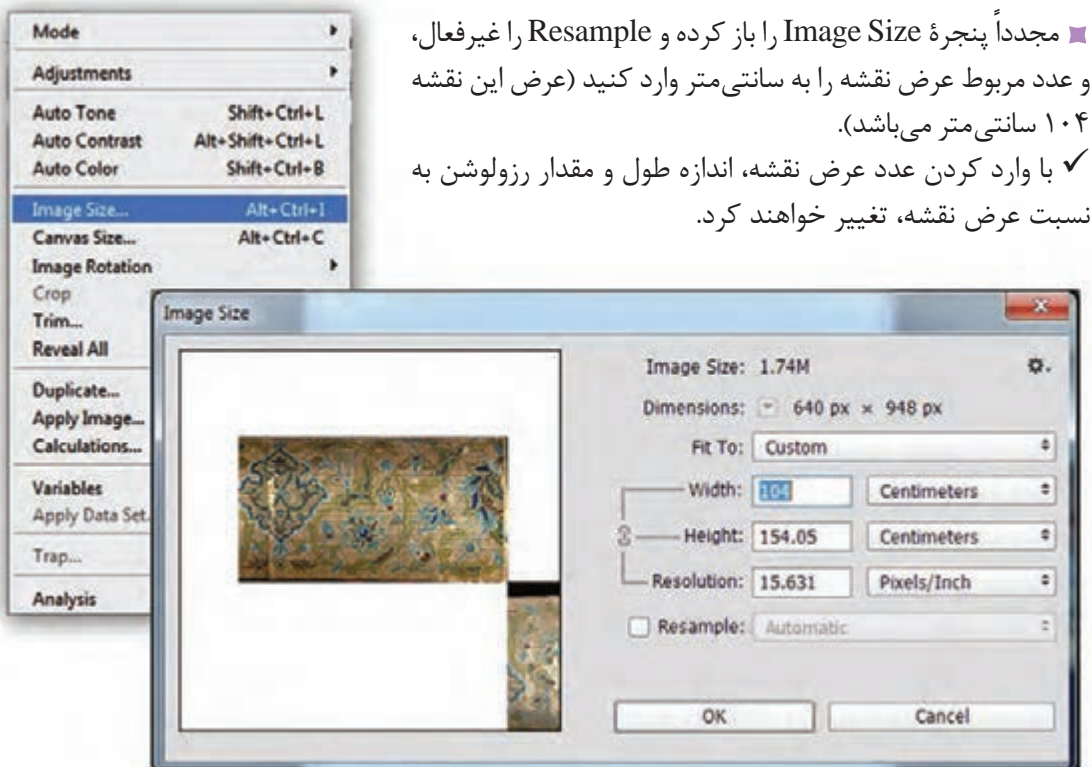 مجدداً پنجرهٔ Image Size را باز کرده و Resample را غیرفعال،
و عدد مربوط عرض نقشه را به سانتی‌متر وارد کنید (عرض این نقشه
۱۰۴ سانتی‌متر می‌باشد).
✓ با وارد کردن عدد عرض نقشه، اندازه طول و مقدار رزولوشن به
نسبت عرض نقشه، تغییر خواهند کرد.
Mode
Adjustments
Auto Tone Shift+Ctrl+L
Auto Contrast Alt+Shift+Ctrl+L
Auto Color Shift+Ctrl+B
Image Size... Alt+Ctrl+I
Canvas Size... Alt+Ctrl+C
Image Rotation
Crop
Trim...
Reveal All
Duplicate...
Apply Image...
Calculations...
Variables
Apply Data Set.
Trap...
Analysis
Image Size
Image Size: 1.74M
Dimensions: 640 px × 948 px
Fit To: Custom
Width: 104 Centimeters
Height: 154.05 Centimeters
Resolution: 15.631 Pixels/Inch
Resample: Automatic
OK Cancel